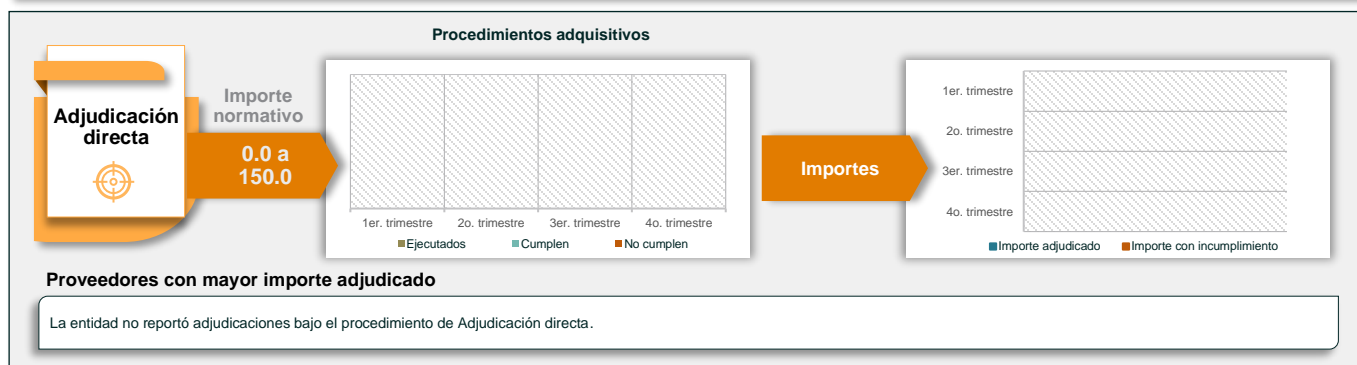 Procedimientos adquisitivos
Adjudicación
directa
Importe
normativo
0.0 a
150.0
1er. trimestre
2o. trimestre
3er. trimestre
4o. trimestre
Ejecutados
Cumplen
No cumplen
Importes
1er. trimestre
2o. trimestre
3er. trimestre
4o. trimestre
Importe adjudicado
Importe con incumplimiento
Proveedores con mayor importe adjudicado
La entidad no reportó adjudicaciones bajo el procedimiento de Adjudicación directa.